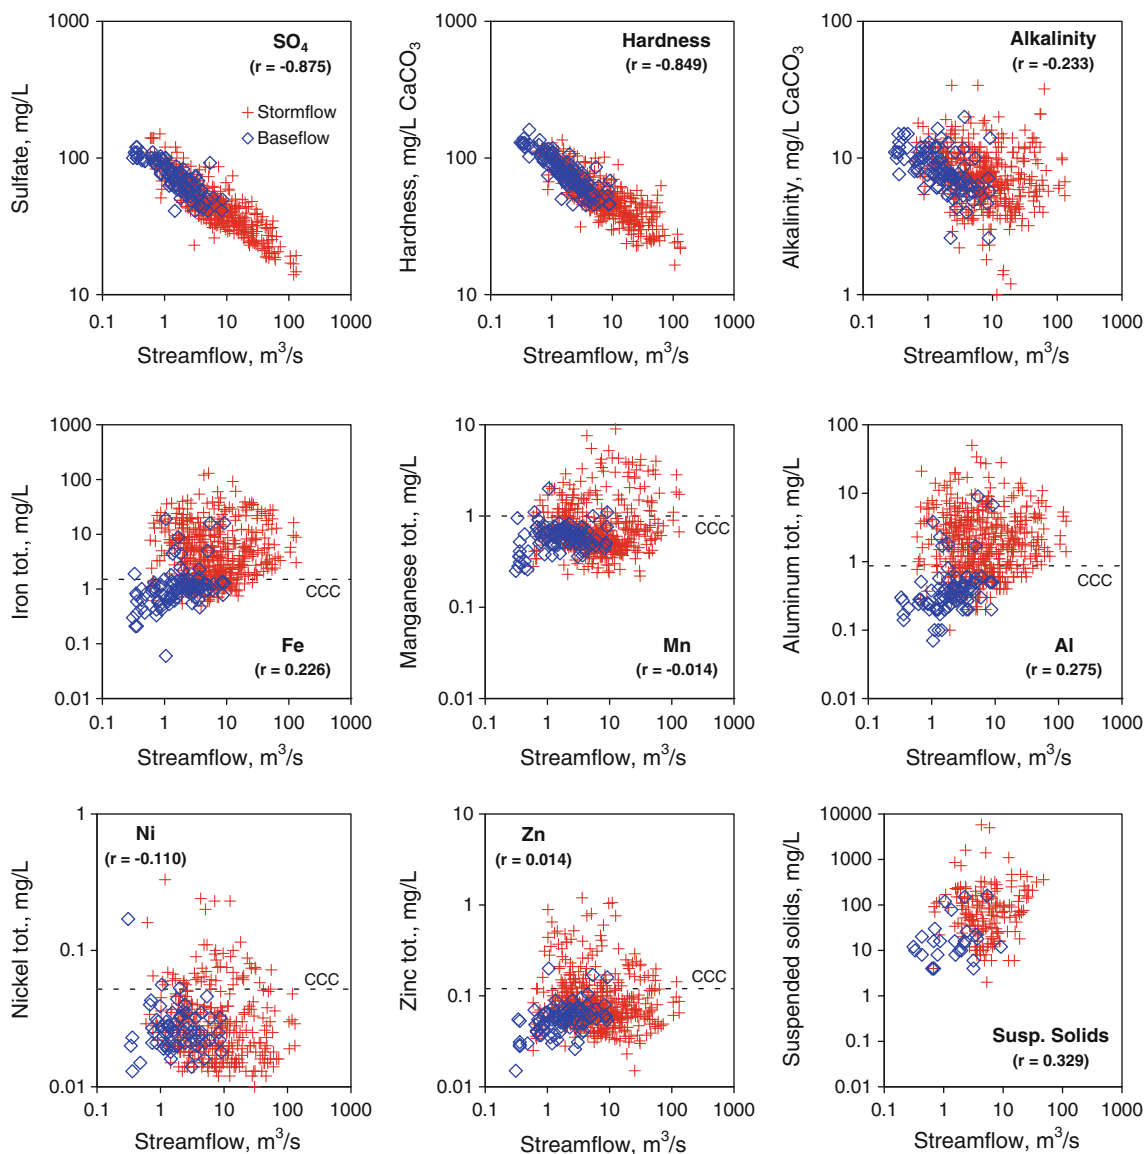 1000
100
10
Sulfate, mg/L
SO4
(r = -0.875)
Stormflow
Baseflow
0.1 1 10 100 1000
Streamflow, m3/s
1000
100
10
Hardness, mg/L CaCO3
Hardness
(r = -0.849)
0.1 1 10 100 1000
Streamflow, m3/s
100
10
1
Alkalinity, mg/L CaCO3
Alkalinity
(r = -0.233)
0.1 1 10 100 1000
Streamflow, m3/s
1000
100
10
1
0.1
0.01
Iron tot., mg/L
CCC
Fe
(r = 0.226)
0.1 1 10 100 1000
Streamflow, m3/s
10
1
0.1
0.01
Manganese tot., mg/L
CCC
Mn
(r = -0.014)
0.1 1 10 100 1000
Streamflow, m3/s
100
10
1
0.1
0.01
Aluminum tot., mg/L
CCC
Al
(r = 0.275)
0.1 1 10 100 1000
Streamflow, m3/s
1
0.1
0.01
Nickel tot., mg/L
Ni
(r = -0.110)
CCC
0.1 1 10 100 1000
Streamflow, m3/s
10
1
0.1
0.01
Zinc tot., mg/L
Zn
(r = 0.014)
CCC
0.1 1 10 100 1000
Streamflow, m3/s
10000
1000
100
10
1
0.1
0.01
Suspended solids, mg/L
Susp. Solids
(r = 0.329)
0.1 1 10 100 1000
Streamflow, m3/s